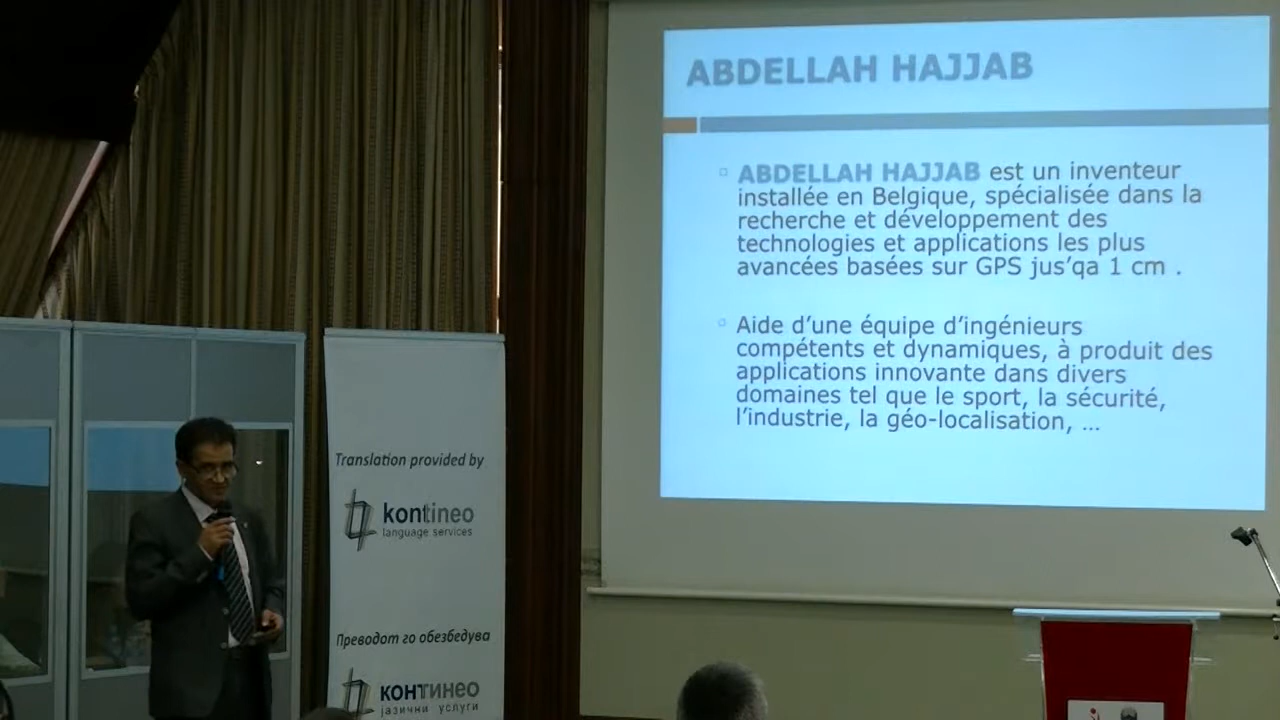 ABDELLAH HAJJAB
ABDELLAH HAJJAB est un inventeur
installée en Belgique, spécialisée dans la
recherche et développement des
technologies et applications les plus
avancées basées sur GPS jus’qa 1 cm .
Aide d’une équipe d’ingénieurs
compétents et dynamiques, à produit des
applications innovante dans divers
domaines tel que le sport, la sécurité,
l’industrie, la géo-localisation, ...
Translation provided by
kontineo
language services
Преводот го обезбедува
континео
јазични услуги